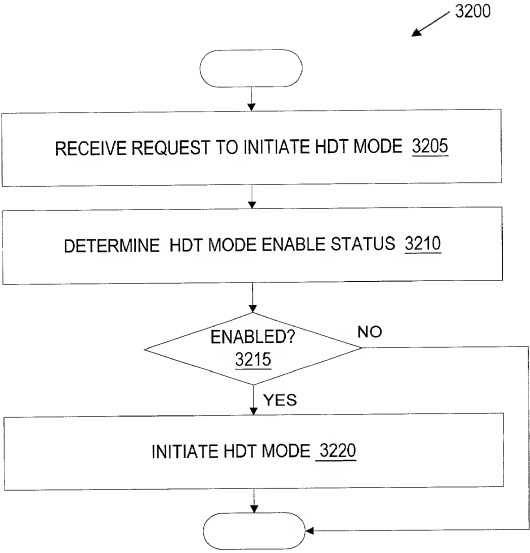 3200
RECEIVE REQUEST TO INITIATE HDT MODE 3205
DETERMINE HDT MODE ENABLE STATUS 3210
ENABLED?
3215
NO
YES
INITIATE HDT MODE 3220